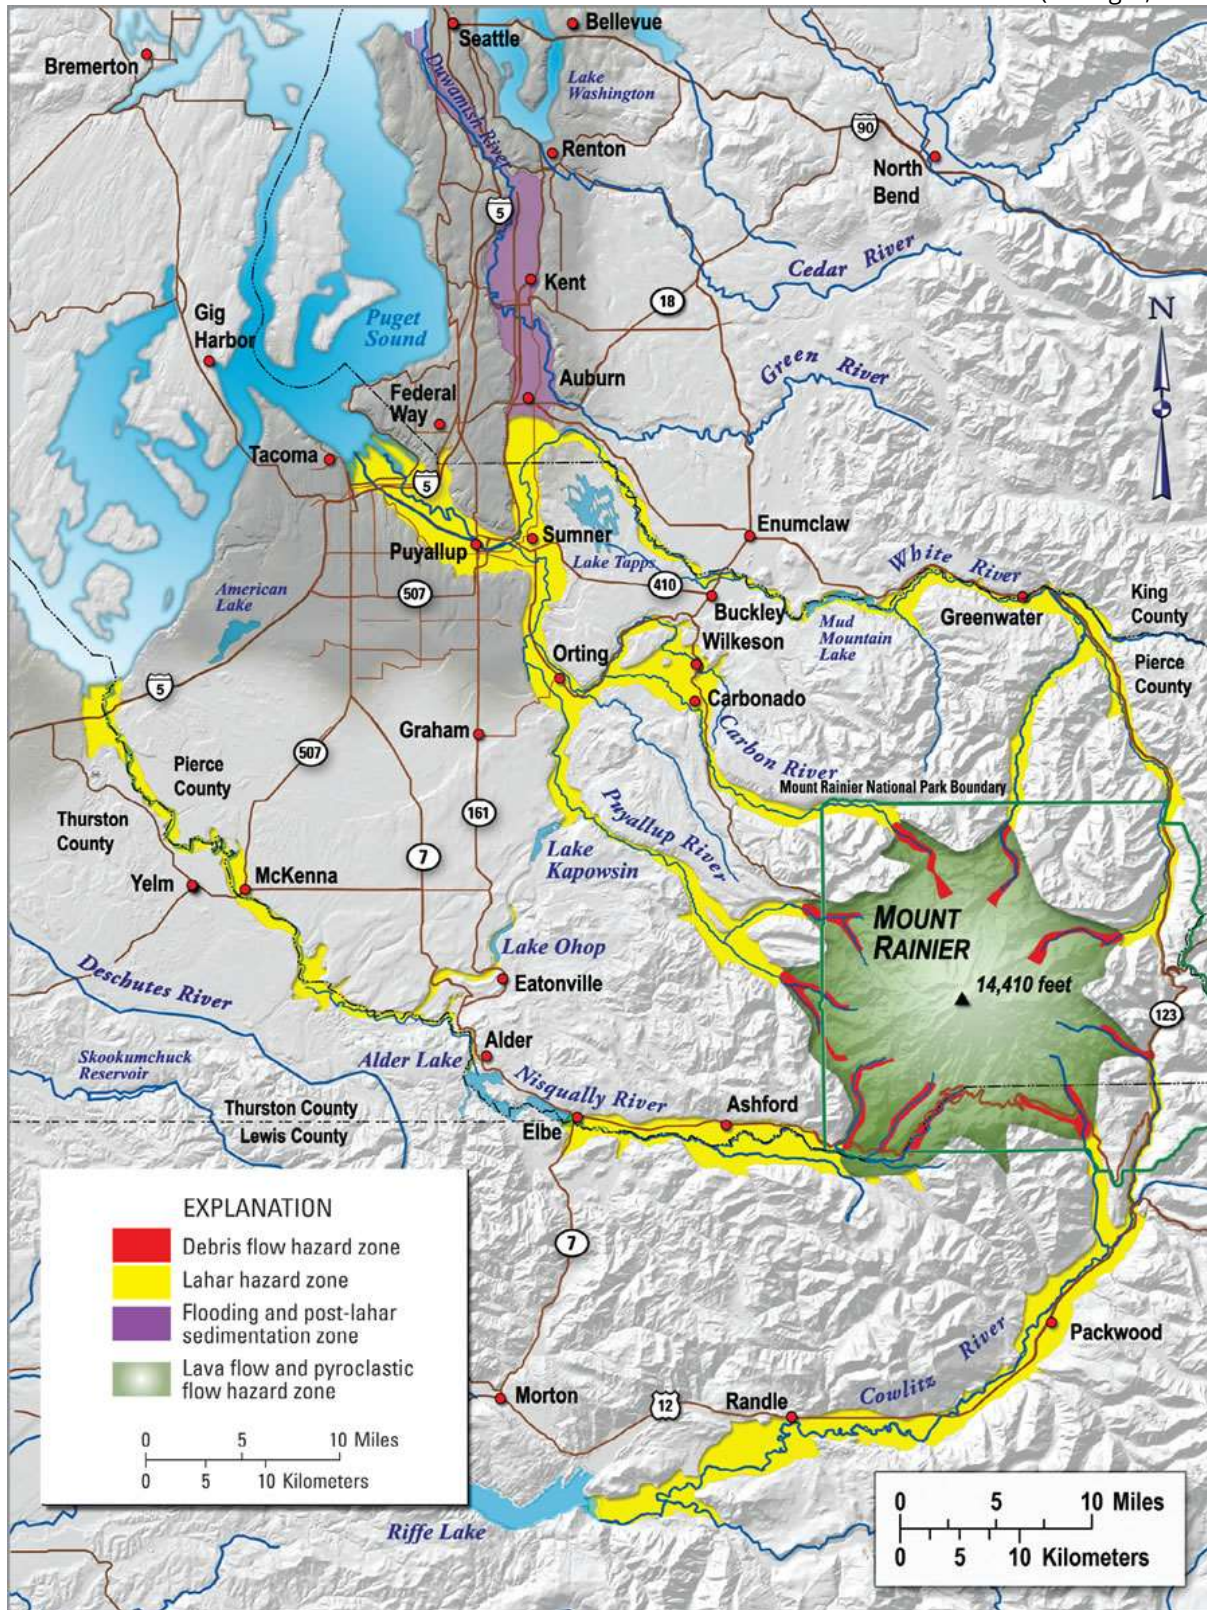 Seattle
Bellevue
Bremerton
Duwamish River
Lake
Washington
Renton
90
North
Bend
5
Cedar River
Kent
18
N
Gig
Harbor
Puget
Sound
Green River
Auburn
Federal
Way
Tacoma
5
Enumclaw
Sumner
Puyallup
Lake Tapps
White River
410
American
Lake
507
Buckley
Mud
Mountain
Lake
Greenwater
King
County
Wilkeson
Orting
Pierce
County
5
Carbonado
Graham
Carbon River
507
Pierce
County
Mount Rainier National Park Boundary
Thurston
County
161
Puyallup River
7
Lake
Kapowsin
Yelm
McKenna
MOUNT
RAINIER
Lake Ohop
Deschutes River
Eatonville
14,410 feet
123
Alder
Alder Lake
Skookumchuck
Reservoir
Nisqually River
Thurston County
Lewis County
Ashford
Elbe
EXPLANATION
Debris flow hazard zone
Lahar hazard zone
Flooding and post-lahar
sedimentation zone
Lava flow and pyroclastic
flow hazard zone
0 5 10 Miles
0 5 10 Kilometers
7
Packwood
Cowlitz River
Morton
12
Randle
Riffe Lake
0 5 10 Miles
0 5 10 Kilometers